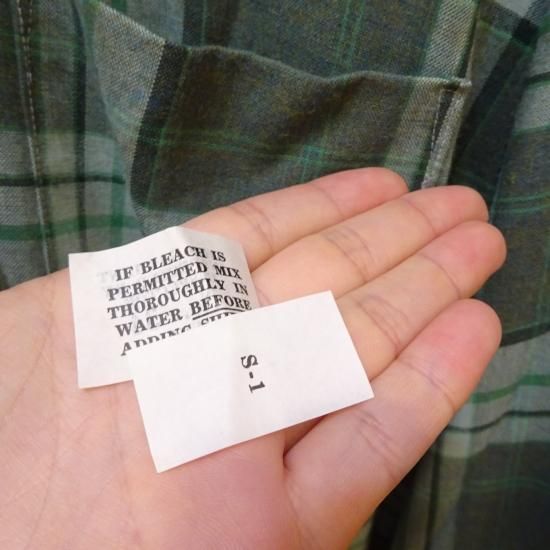 IF BLEACH IS
PERMITTED MIX
THOROUGHLY IN
WATER BEFORE
ADDING
S-1